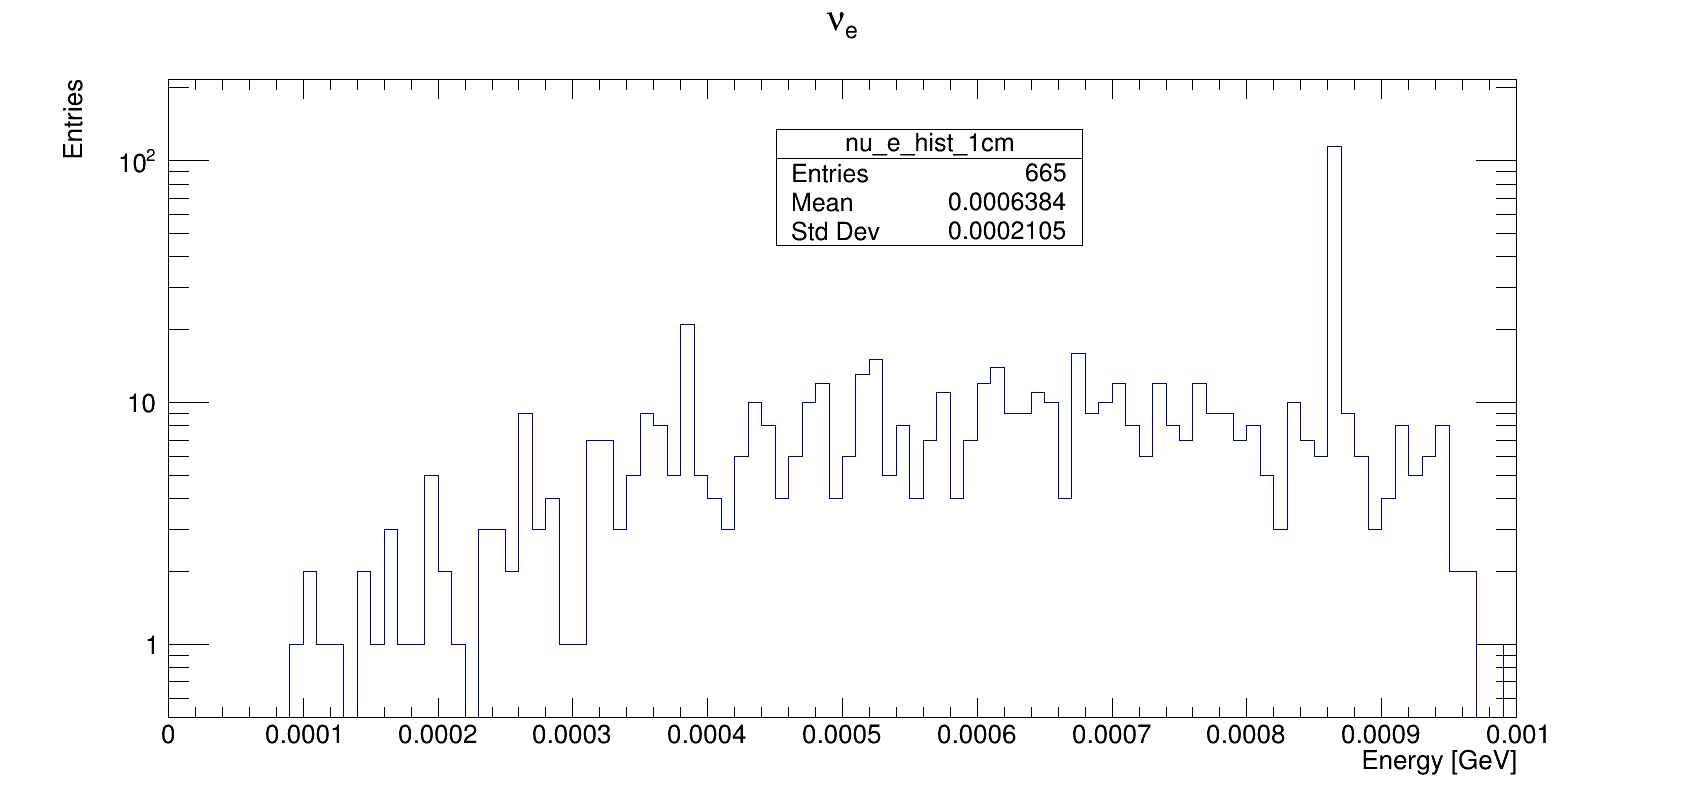 νe
Entries
nu_e_hist_1cm
Entries 665
Mean 0.0006384
Std Dev 0.0002105
10²
10
1
0 0.0001 0.0002 0.0003 0.0004 0.0005 0.0006 0.0007 0.0008 0.0009 0.001
Energy [GeV]